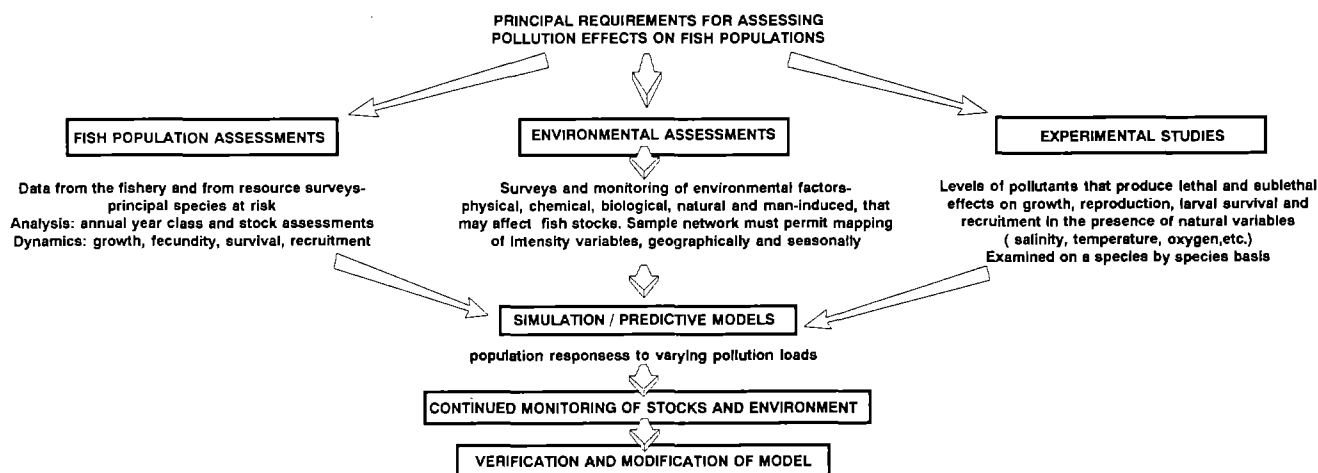 PRINCIPAL REQUIREMENTS FOR ASSESSING
POLLUTION EFFECTS ON FISH POPULATIONS
FISH POPULATION ASSESSMENTS
Data from the fishery and from resource surveys-
principal species at risk
Analysis: annual year class and stock assessments
Dynamics: growth, fecundity, survival, recruitment
ENVIRONMENTAL ASSESSMENTS
Surveys and monitoring of environmental factors-
physical, chemical, biological, natural and man-induced, that
may affect fish stocks. Sample network must permit mapping
of intensity variables, geographically and seasonally
EXPERIMENTAL STUDIES
Levels of pollutants that produce lethal and sublethal
effects on growth, reproduction, larval survival and
recruitment in the presence of natural variables
( salinity, temperature, oxygen,etc.)
Examined on a species by species basis
SIMULATION / PREDICTIVE MODELS
population responsess to varying pollution loads
CONTINUED MONITORING OF STOCKS AND ENVIRONMENT
VERIFICATION AND MODIFICATION OF MODEL